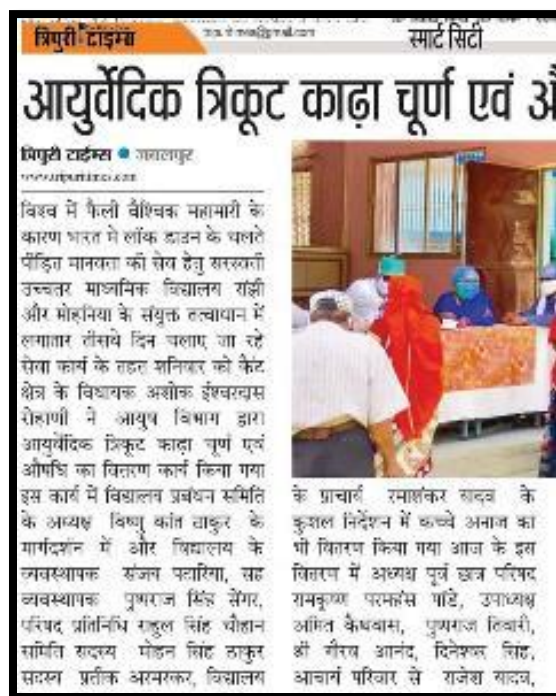 त्रिपुरी टाइम्स
स्मार्ट सिटी
आयुर्वेदिक त्रिकूट काढ़ा चूर्ण एवं औ
त्रिपुरी टाईम्स जबलपुर
विश्व में फैली वैश्विक महामारी के
कारण भारत मे लॉक डाउन के चलते
पीड़ित मानवता की सेव हेतु सरस्वती
उच्चतर माध्यमिक विद्यालय रांझी
और मोहनिया के संयुक्त तत्वाधान में
लगातार तीसवे दिन चलाए जा रहे
सेवा कार्य के तहत शनिवार को कैंट
क्षेत्र के विधायक अशोक ईश्वरदास
रोहाणी ने आयुष विभाग द्वारा
आयुर्वेदिक त्रिकूट काढ़ा चूर्ण एवं
औषधि का वितरण कार्य किया गया
इस कार्य में विद्यालय प्रबंधन समिति
के अध्यक्ष विष्णु कांत ठाकुर के
मार्गदर्शन में और विद्यालय के
व्यवस्थापक संजय पटारिया, सह
व्यवस्थापक पुष्पराज सिंह सेंगर,
परिषद प्रतिनिधि राहुल सिंह चौहान
समिति सदस्य मोहन सिंह ठाकुर
सदस्य प्रतीक अरमरकर, विद्यालय
के प्राचार्य रमाशंकर यादव के
कुशल निर्देशन में कच्चे अनाज का
भी वितरण किया गया आज के इस
वितरण में अध्यक्ष पूर्व छात्र परिषद
रामकृष्ण परमहंस पांडे, उपाध्यक्ष
अमित कैथवास, पुष्पराज तिवारी,
श्री गौरव आनंद, दिनेश्वर सिंह,
आचार्य परिवार से राजेश यादव,